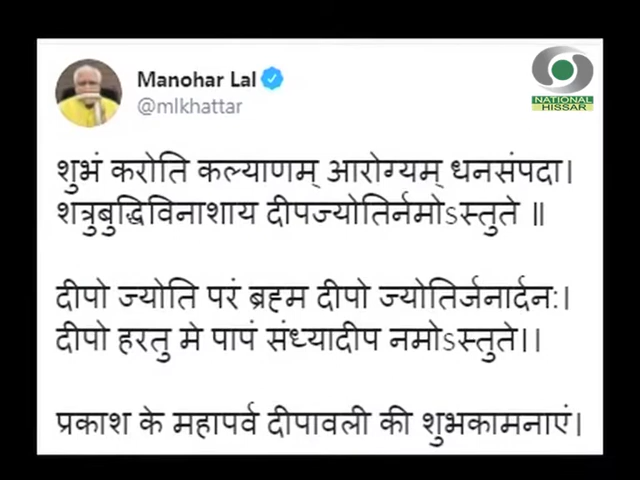 Manohar Lal
@mlkhattar
NATIONAL
HISSAR
शुभं करोति कल्याणम् आरोग्यम् धनसंपदा।
शत्रुबुद्धिविनाशाय दीपज्योतिर्नमोऽस्तुते ॥
दीपो ज्योति परं ब्रह्म दीपो ज्योतिर्जनार्दनः।
दीपो हरतु मे पापं संध्यादीप नमोऽस्तुते।।
प्रकाश के महापर्व दीपावली की शुभकामनाएं।